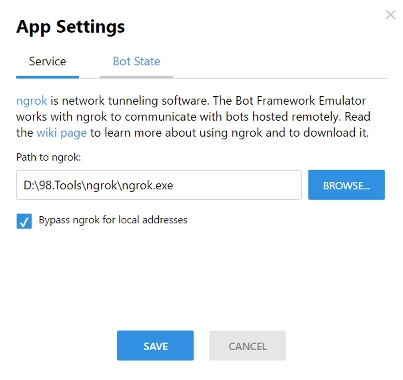 App Settings
Service Bot State
ngrok is network tunneling software. The Bot Framework Emulator
works with ngrok to communicate with bots hosted remotely. Read
the wiki page to learn more about using ngrok and to download it.
Path to ngrok:
D:\98.Tools\ngrok\ngrok.exe BROWSE...
Bypass ngrok for local addresses
SAVE CANCEL